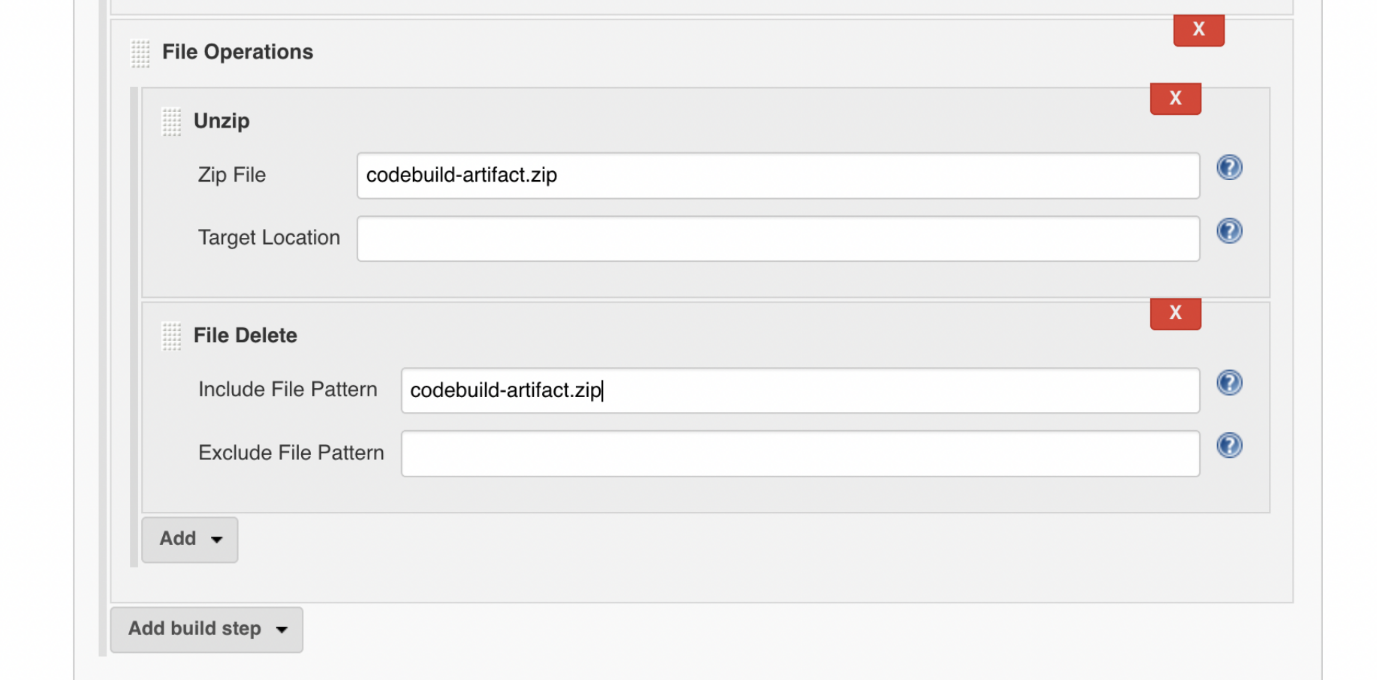 X
File Operations
X
Unzip
Zip File codebuild-artifact.zip ?
Target Location ?
X
File Delete
Include File Pattern codebuild-artifact.zip ?
Exclude File Pattern ?
Add
Add build step